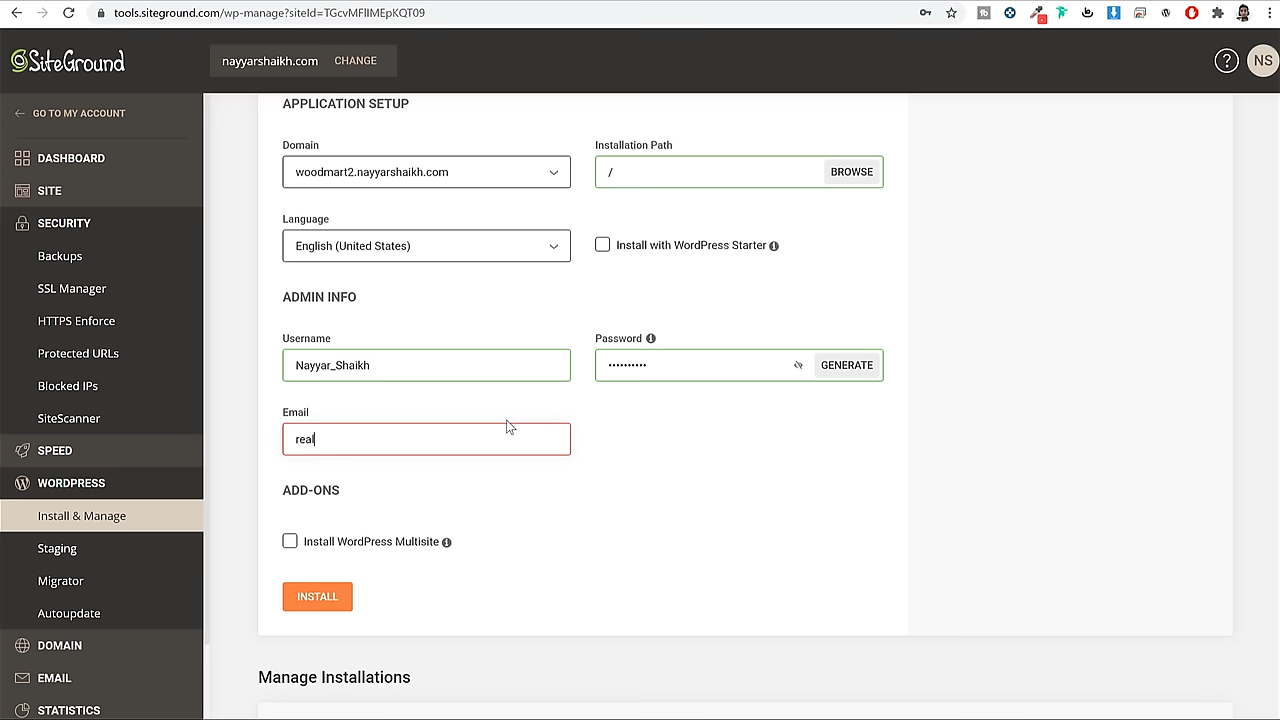 tools.siteground.com/wp-manage?siteId=TGcvMFlIMEpKQT09
SiteGround
nayyarshaikh.com CHANGE
? NS
GO TO MY ACCOUNT
DASHBOARD
SITE
SECURITY
Backups
SSL Manager
HTTPS Enforce
Protected URLs
Blocked IPs
SiteScanner
SPEED
WORDPRESS
Install & Manage
Staging
Migrator
Autoupdate
DOMAIN
EMAIL
STATISTICS
APPLICATION SETUP
Domain Installation Path
woodmart2.nayyarshaikh.com / BROWSE
Language
English (United States) Install with WordPress Starter
ADMIN INFO
Username Password
Nayyar_Shaikh •••••••••• GENERATE
Email
real
ADD-ONS
Install WordPress Multisite
INSTALL
Manage Installations